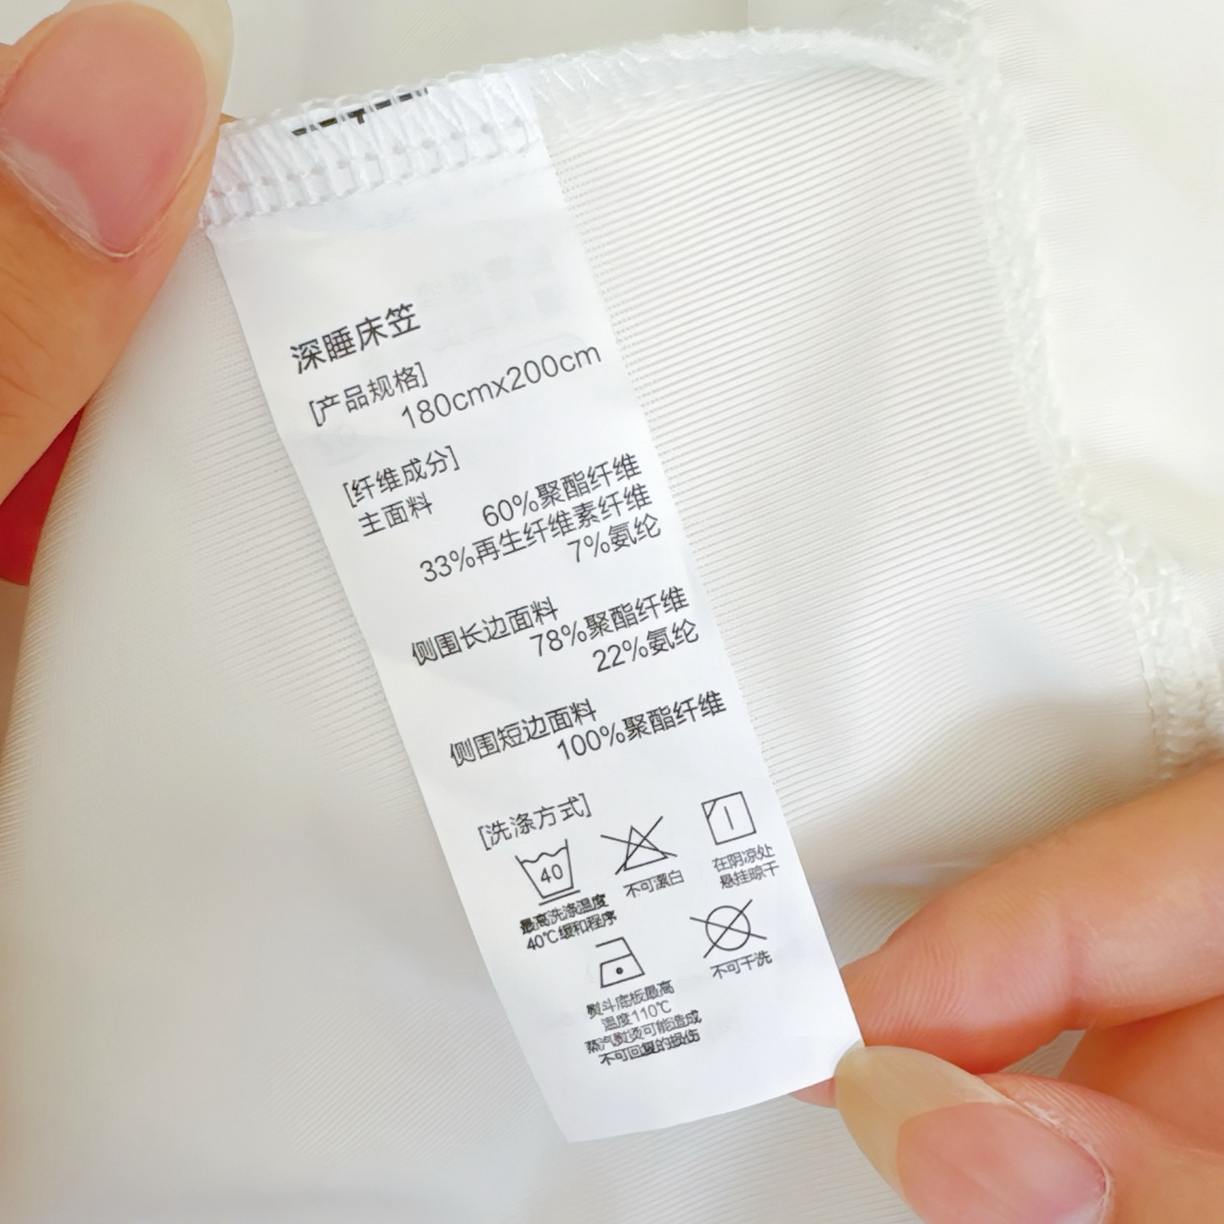 深睡床笠
[产品规格]
180cmx200cm
[纤维成分]
主面料
60%聚酯纤维
33%再生纤维素纤维
7%氨纶
侧围长边面料
78%聚酯纤维
22%氨纶
侧围短边面料
100%聚酯纤维
[洗涤方式]
40
最高洗涤温度
40℃缓和程序
不可漂白
在阴凉处
悬挂晾干
熨斗底板最高
温度110℃
蒸汽熨烫可能造成
不可回复的损伤
不可干洗